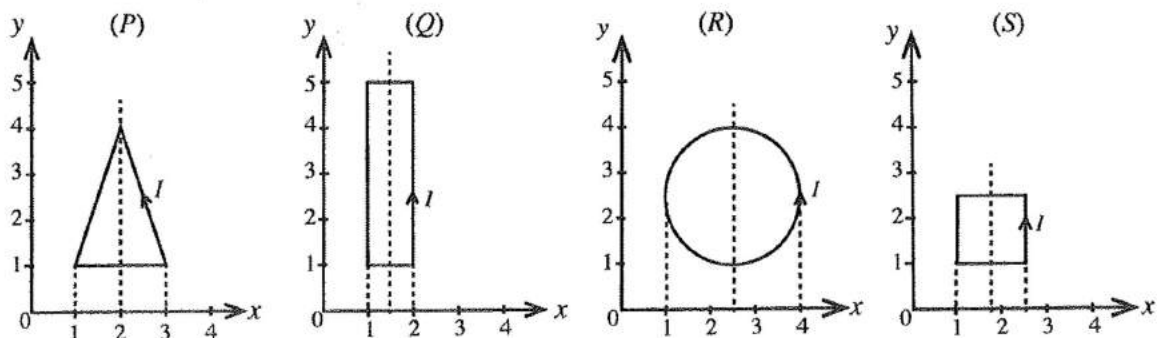 (P) (Q) (R) (S)
y y y y
5 5 5 5
4 4 4 4
3 3 3 3
I I I I
2 2 2 2
1 1 1 1
0 1 2 3 4 x 0 1 2 3 4 x 0 1 2 3 4 x 0 1 2 3 4 x